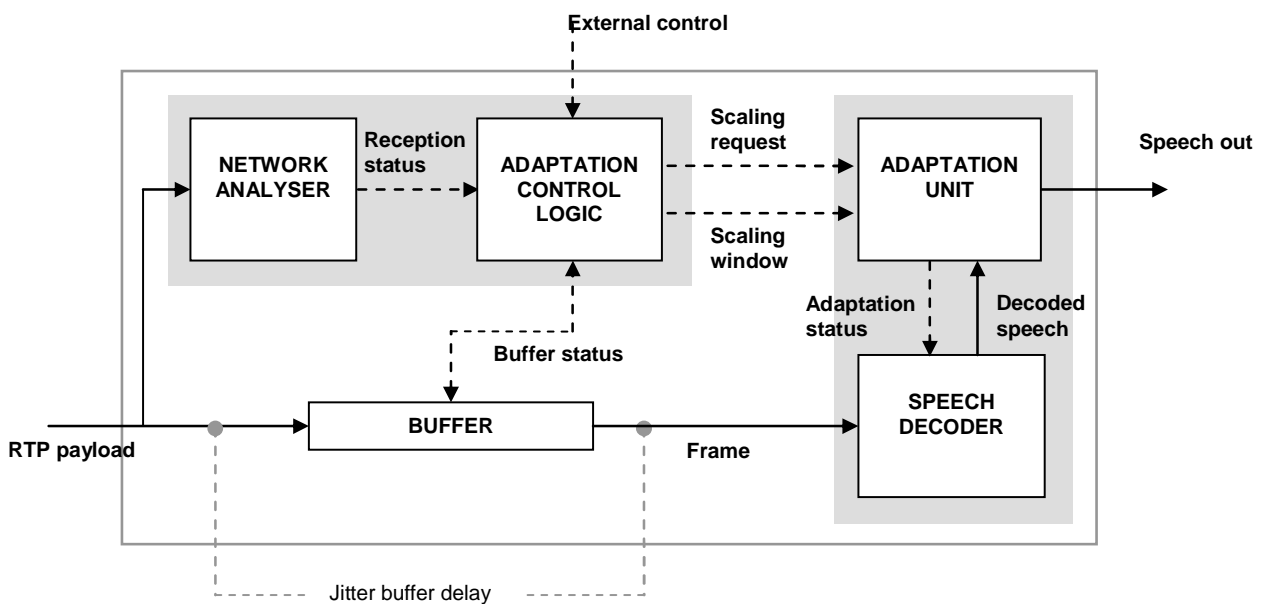 External control
NETWORK
ANALYSER
Reception
status
ADAPTATION
CONTROL
LOGIC
Scaling
request
Scaling
window
ADAPTATION
UNIT
Speech out
Adaptation
status
Decoded
speech
Buffer status
RTP payload
BUFFER
Frame
SPEECH
DECODER
Jitter buffer delay